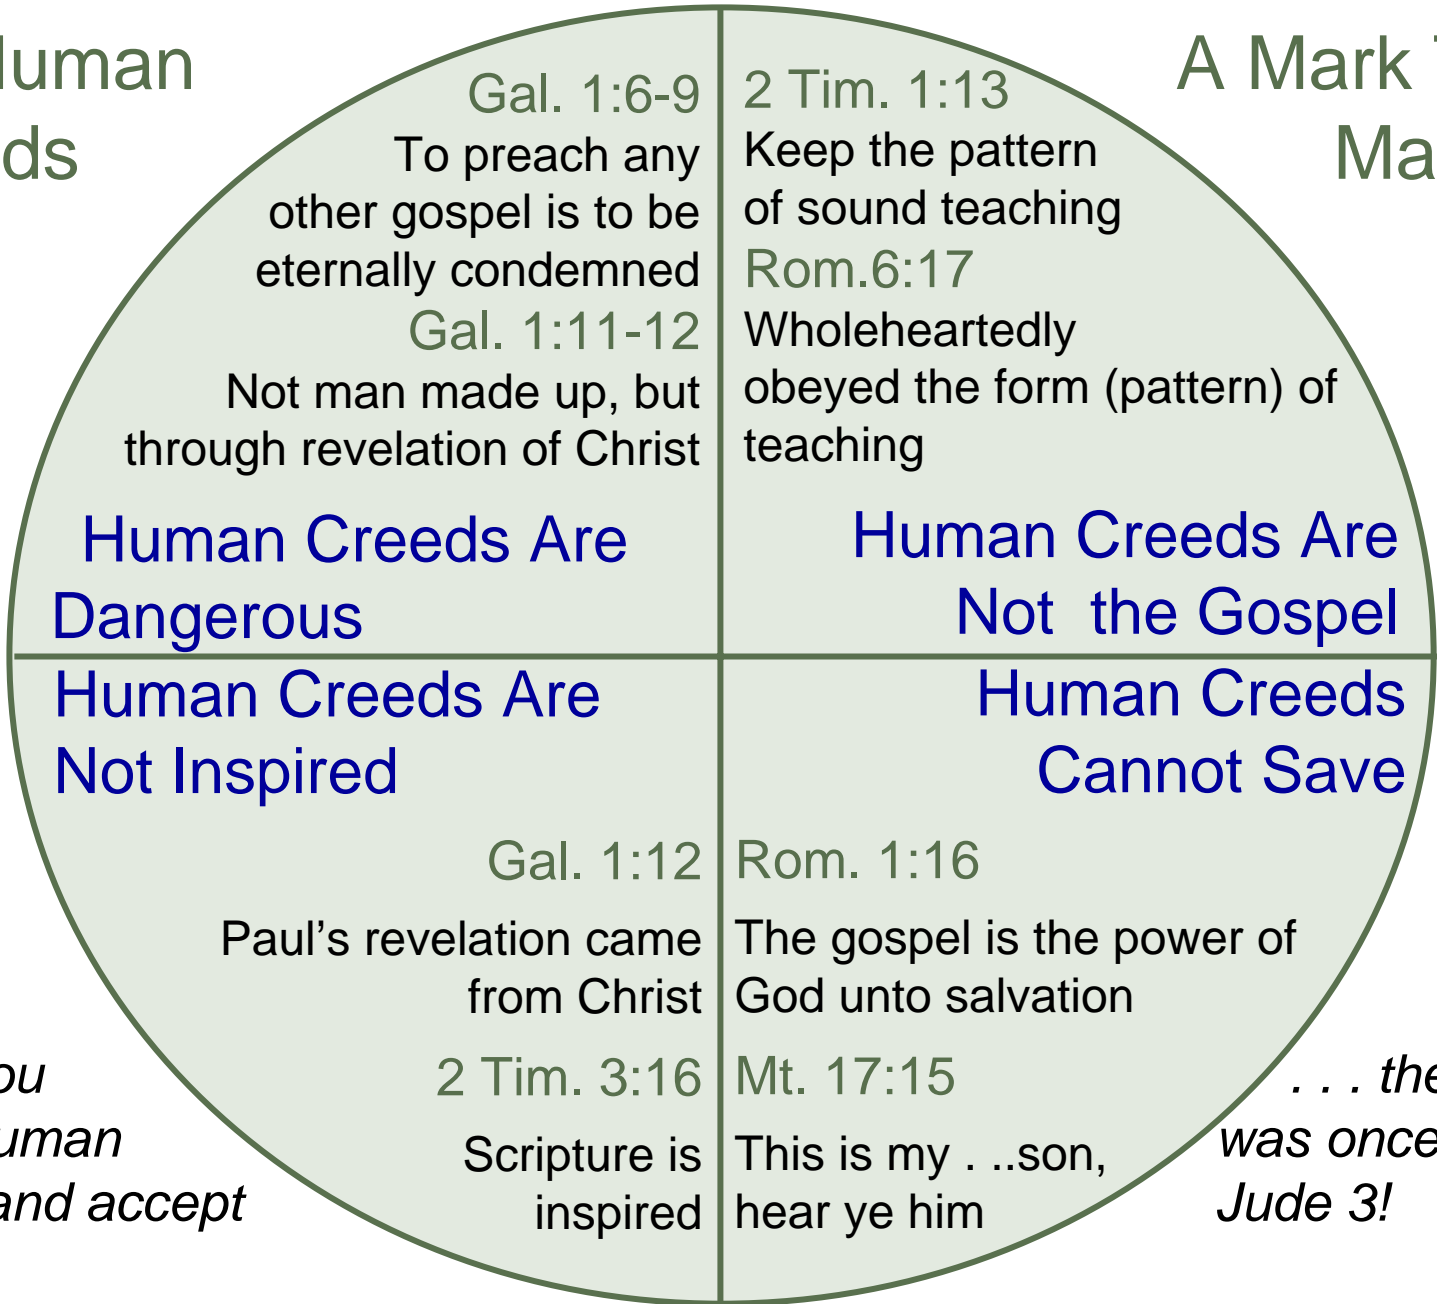 Human
ds
A Mark
Ma
Gal. 1:6-9
To preach any
other gospel is to be
eternally condemned
Gal. 1:11-12
Not man made up, but
through revelation of Christ
Human Creeds Are
Dangerous
2 Tim. 1:13
Keep the pattern
of sound teaching
Rom.6:17
Wholeheartedly
obeyed the form (pattern) of
teaching
Human Creeds Are
Not the Gospel
Human Creeds Are
Not Inspired
Gal. 1:12
Paul’s revelation came
from Christ
2 Tim. 3:16
Scripture is
inspired
Human Creeds
Cannot Save
Rom. 1:16
The gospel is the power of
God unto salvation
Mt. 17:15
This is my . ..son,
hear ye him
ou
uman
and accept
. . . the
was once
Jude 3!